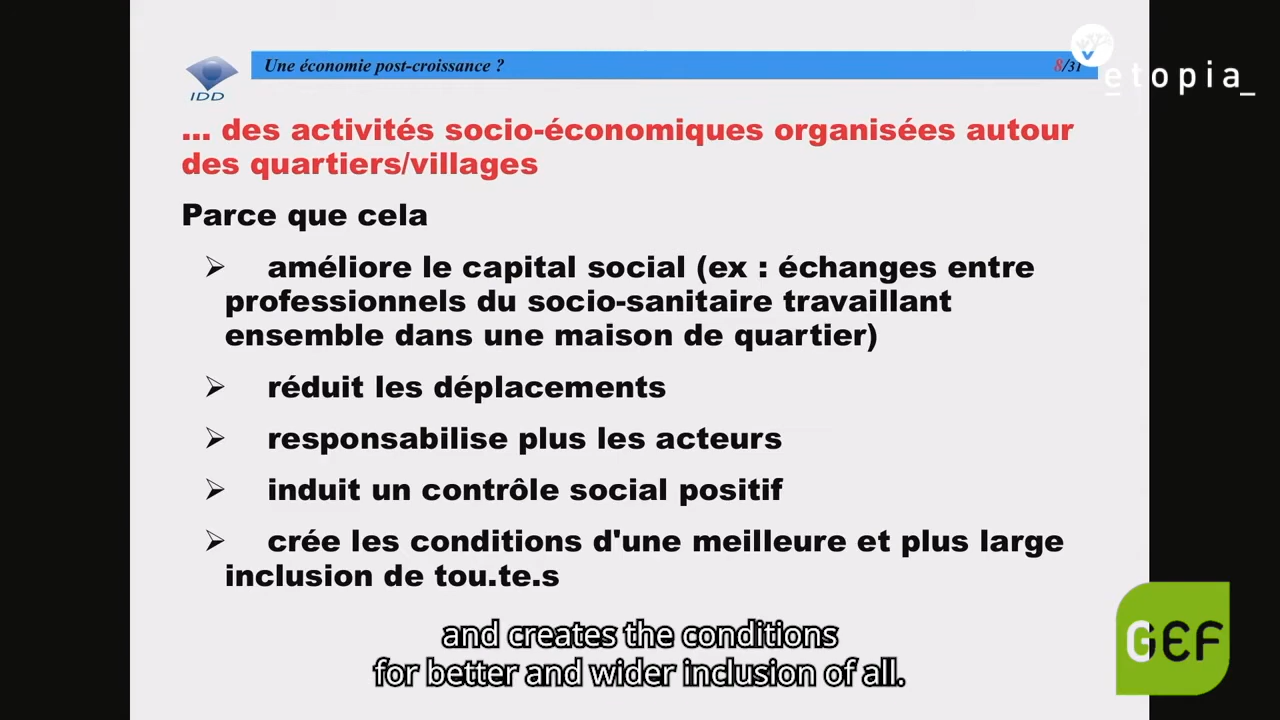 Une économie post-croissance ?
8/31
etopia_
IDD
... des activités socio-économiques organisées autour
des quartiers/villages
Parce que cela
➢ améliore le capital social (ex : échanges entre
professionnels du socio-sanitaire travaillant
ensemble dans une maison de quartier)
➢ réduit les déplacements
➢ responsabilise plus les acteurs
➢ induit un contrôle social positif
➢ crée les conditions d'une meilleure et plus large
inclusion de tou.te.s
and creates the conditions
for better and wider inclusion of all.
GEF